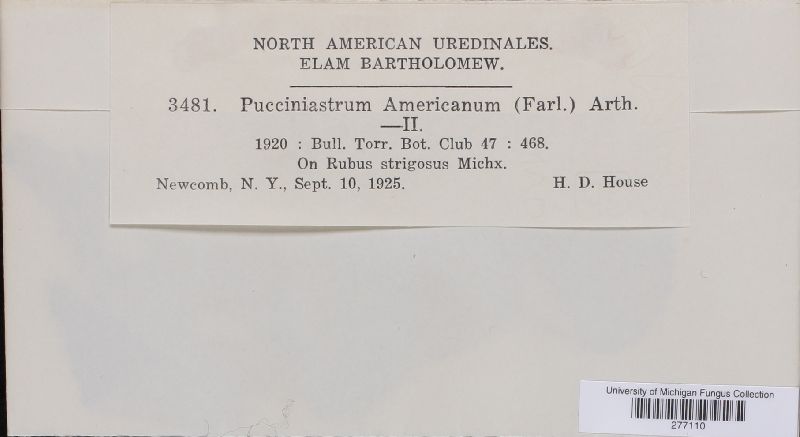 NORTH AMERICAN UREDINALES.
ELAM BARTHOLOMEW.
3481. Pucciniastrum Americanum (Farl.) Arth.
—II.
1920 : Bull. Torr. Bot. Club 47 : 468.
On Rubus strigosus Michx.
Newcomb, N. Y., Sept. 10, 1925. H. D. House
University of Michigan Fungus Collection
277110